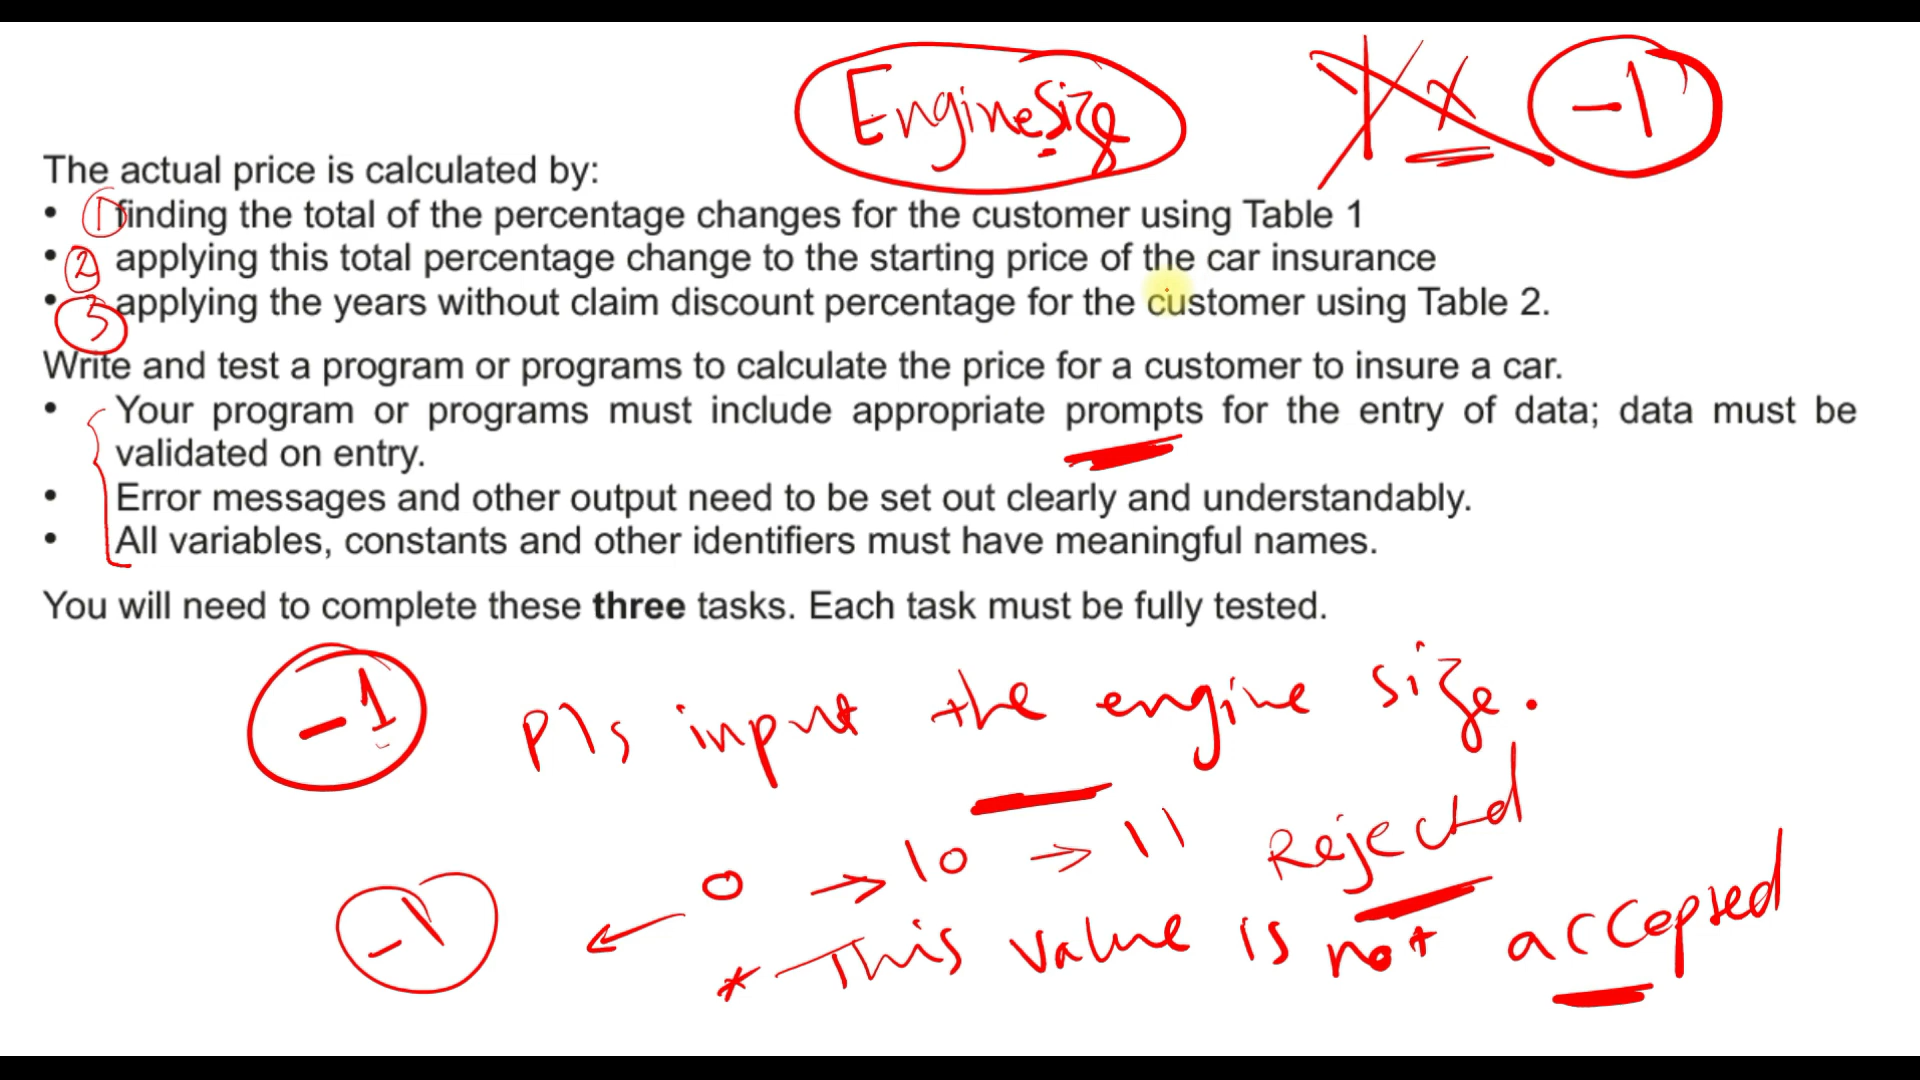 Enginesize
-1
The actual price is calculated by:
• ① finding the total of the percentage changes for the customer using Table 1
• ② applying this total percentage change to the starting price of the car insurance
• ③ applying the years without claim discount percentage for the customer using Table 2.
Write and test a program or programs to calculate the price for a customer to insure a car.
• Your program or programs must include appropriate prompts for the entry of data; data must be
validated on entry.
• Error messages and other output need to be set out clearly and understandably.
• All variables, constants and other identifiers must have meaningful names.
You will need to complete these three tasks. Each task must be fully tested.
-1 Pls input the engine size.
-1 ← 0 → 10 → 11 Rejected
* This value is not accepted